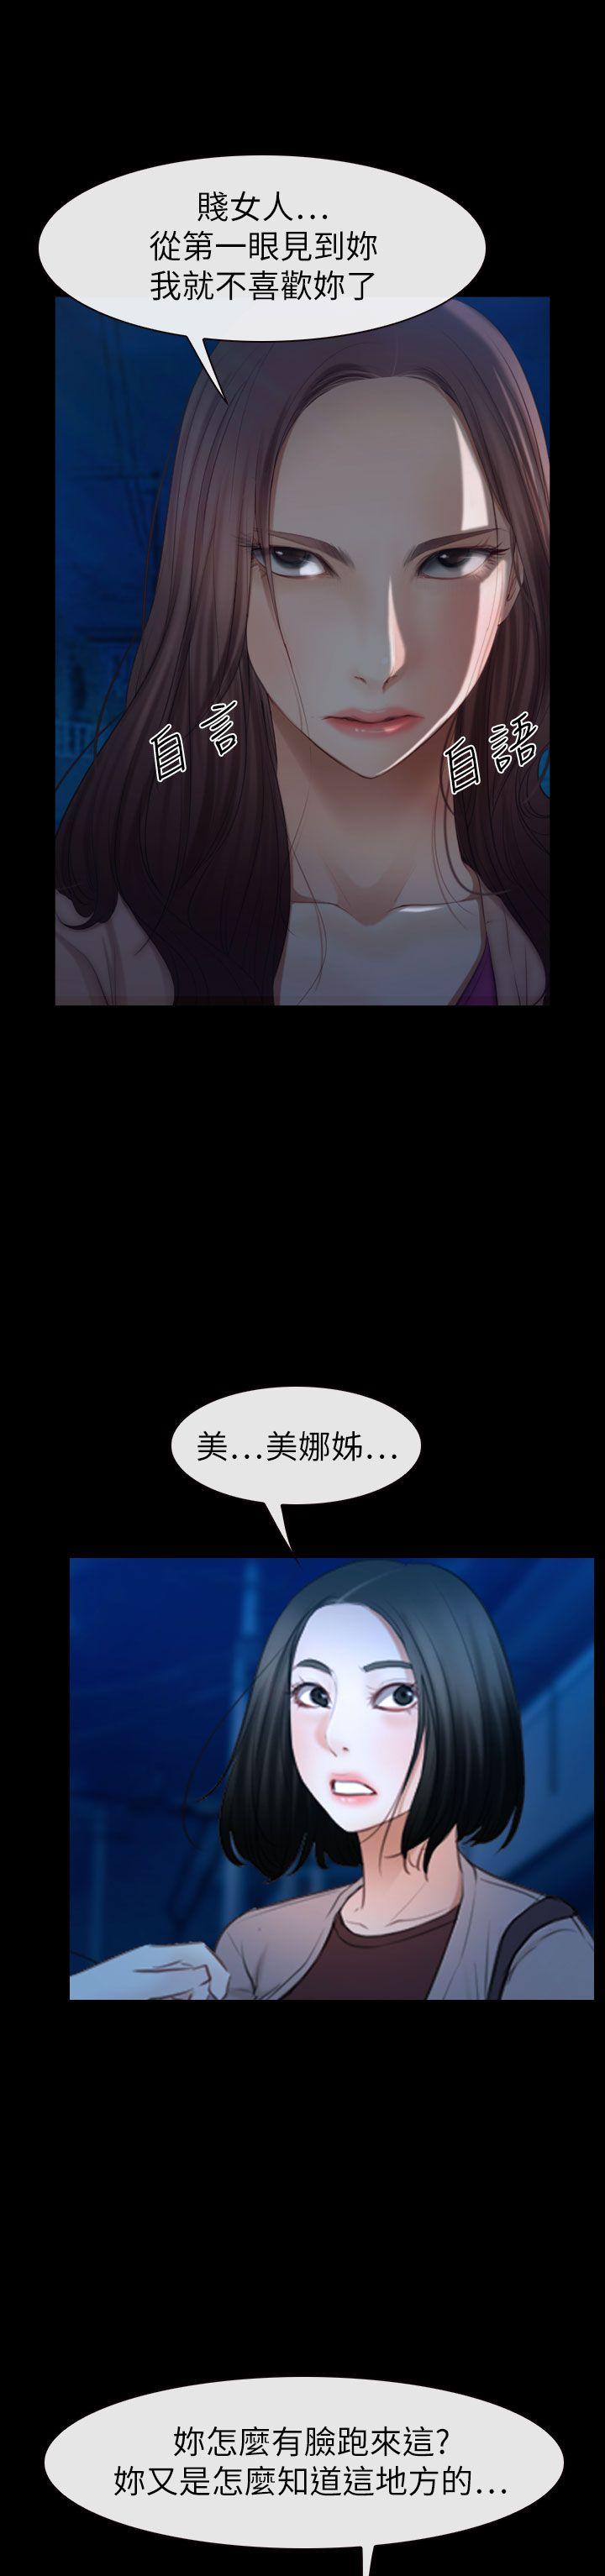 賤女人...
從第一眼見到妳
我就不喜歡妳了
自言
自語
美...美娜姊...
妳怎麼有臉跑來這?
妳又是怎麼知道這地方的...